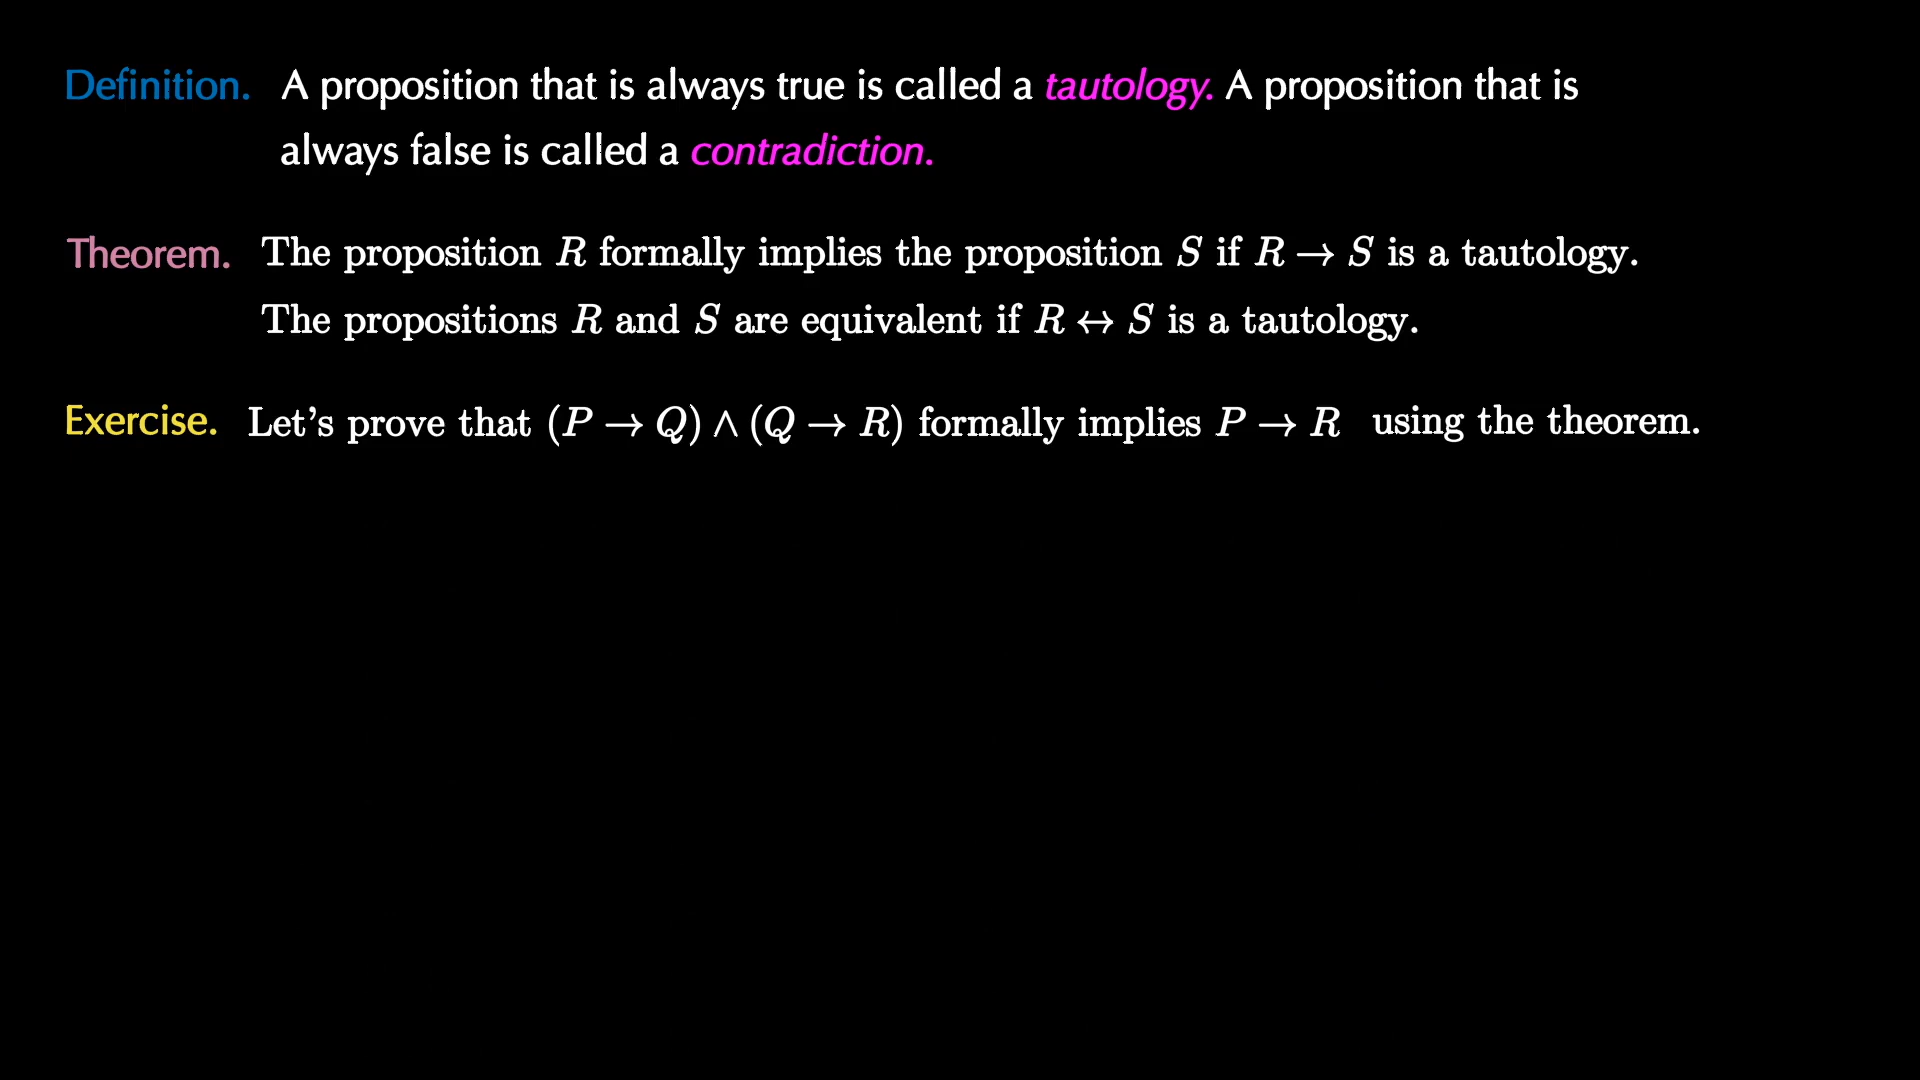 Definition. A proposition that is always true is called a tautology. A proposition that is
always false is called a contradiction.
Theorem. The proposition R formally implies the proposition S if R → S is a tautology.
The propositions R and S are equivalent if R ↔ S is a tautology.
Exercise. Let's prove that (P → Q) ∧ (Q → R) formally implies P → R using the theorem.